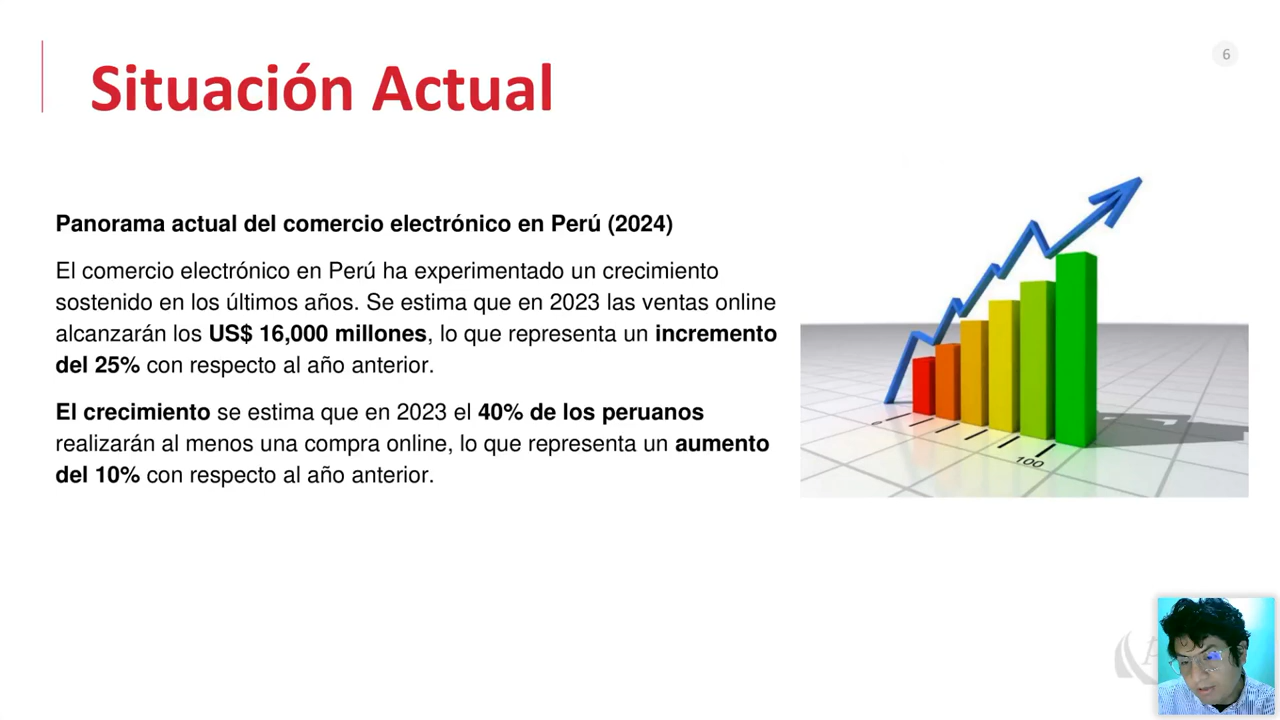 Situación Actual
6
Panorama actual del comercio electrónico en Perú (2024)
El comercio electrónico en Perú ha experimentado un crecimiento
sostenido en los últimos años. Se estima que en 2023 las ventas online
alcanzarán los US$ 16,000 millones, lo que representa un incremento
del 25% con respecto al año anterior.
El crecimiento se estima que en 2023 el 40% de los peruanos
realizarán al menos una compra online, lo que representa un aumento
del 10% con respecto al año anterior.
0
100